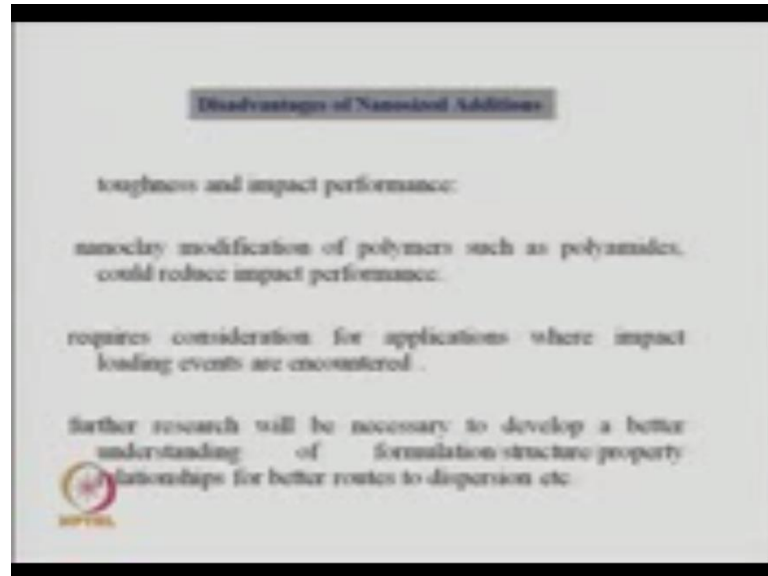 Disadvantages of Nanosized Additions
toughness and impact performance:
nanoclay modification of polymers such as polyamides,
could reduce impact performance.
requires consideration for applications where impact
loading events are encountered .
further research will be necessary to develop a better
understanding of formulation/structure/property
relationships for better routes to dispersion etc.
NPTEL